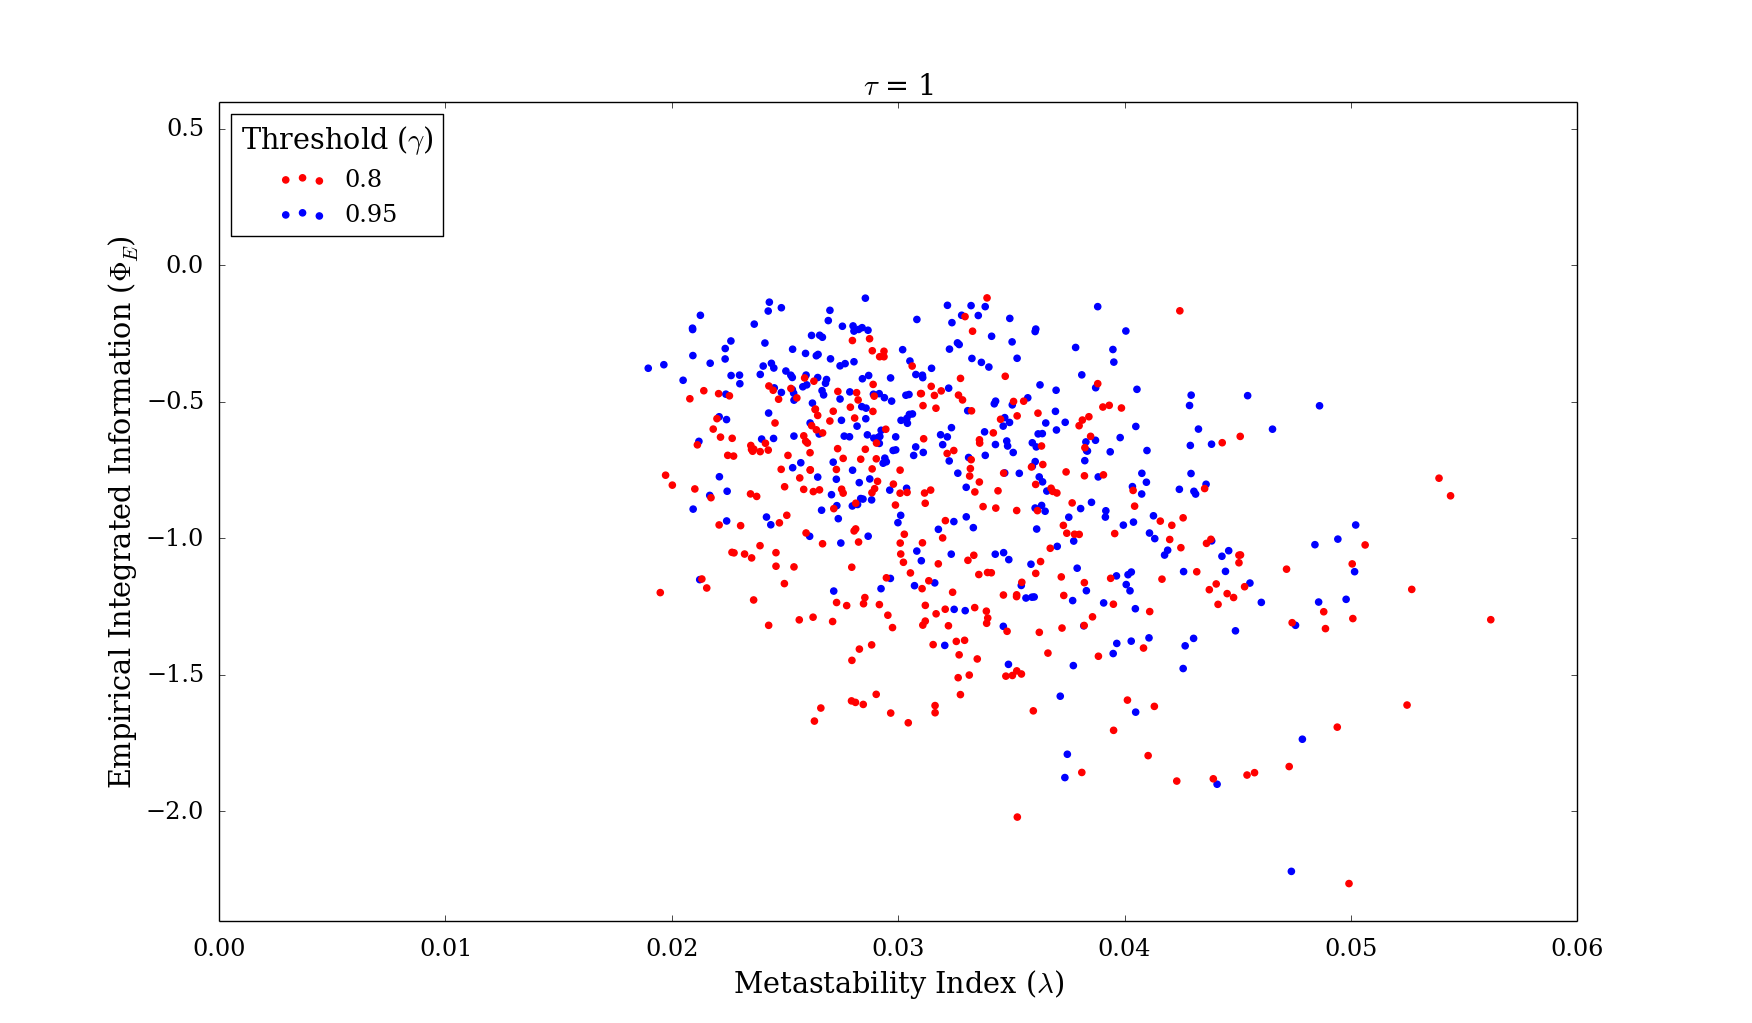 τ = 1
Threshold (γ)
0.8
0.95
Empirical Integrated Information (Φ_E)
0.5
0.0
−0.5
−1.0
−1.5
−2.0
0.00 0.01 0.02 0.03 0.04 0.05 0.06
Metastability Index (λ)